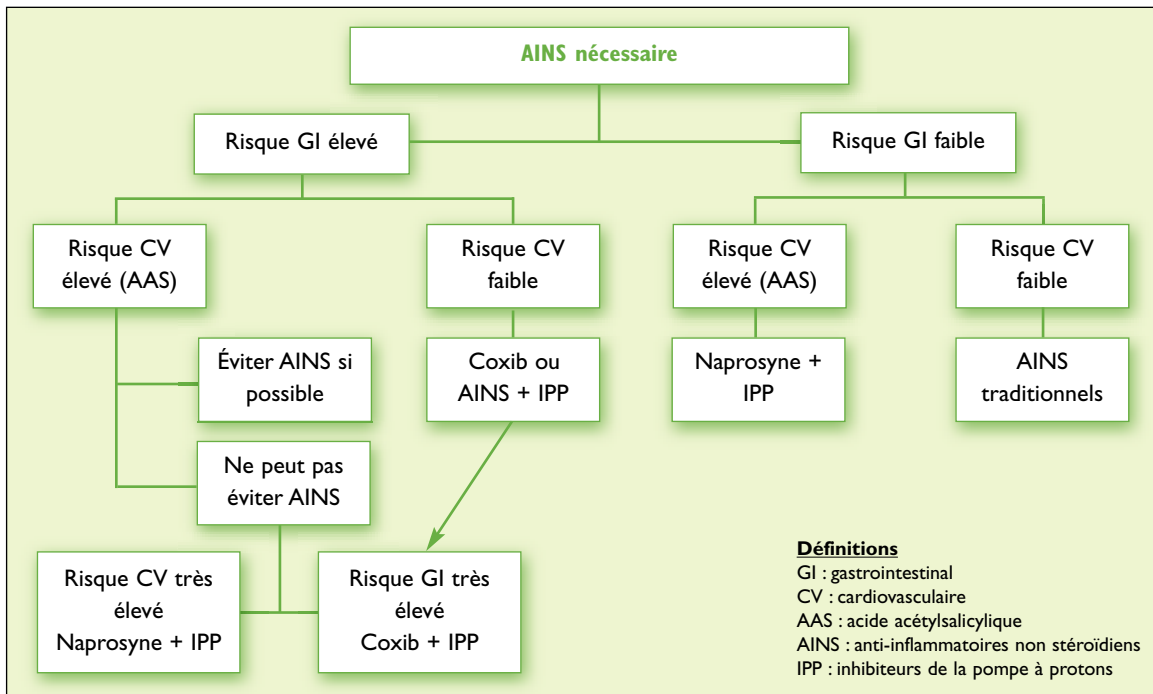 AINS nécessaire
Risque GI élevé
Risque GI faible
Risque CV
élevé (AAS)
Risque CV
faible
Risque CV
élevé (AAS)
Risque CV
faible
Éviter AINS si
possible
Coxib ou
AINS + IPP
Naprosyne +
IPP
AINS
traditionnels
Ne peut pas
éviter AINS
Risque CV très
élevé
Naprosyne + IPP
Risque GI très
élevé
Coxib + IPP
Définitions
GI : gastrointestinal
CV : cardiovasculaire
AAS : acide acétylsalicylique
AINS : anti-inflammatoires non stéroïdiens
IPP : inhibiteurs de la pompe à protons